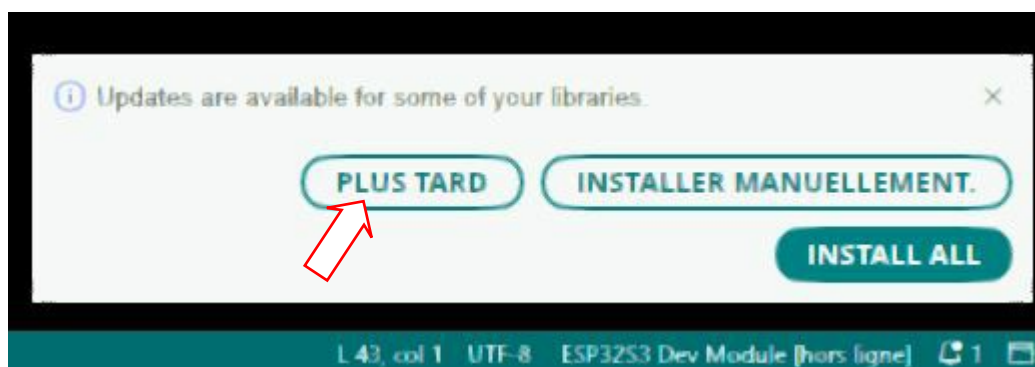 Updates are available for some of your libraries.
PLUS TARD
INSTALLER MANUELLEMENT.
INSTALL ALL
L 43, col 1 UTF-8 ESP32S3 Dev Module [hors ligne] 1